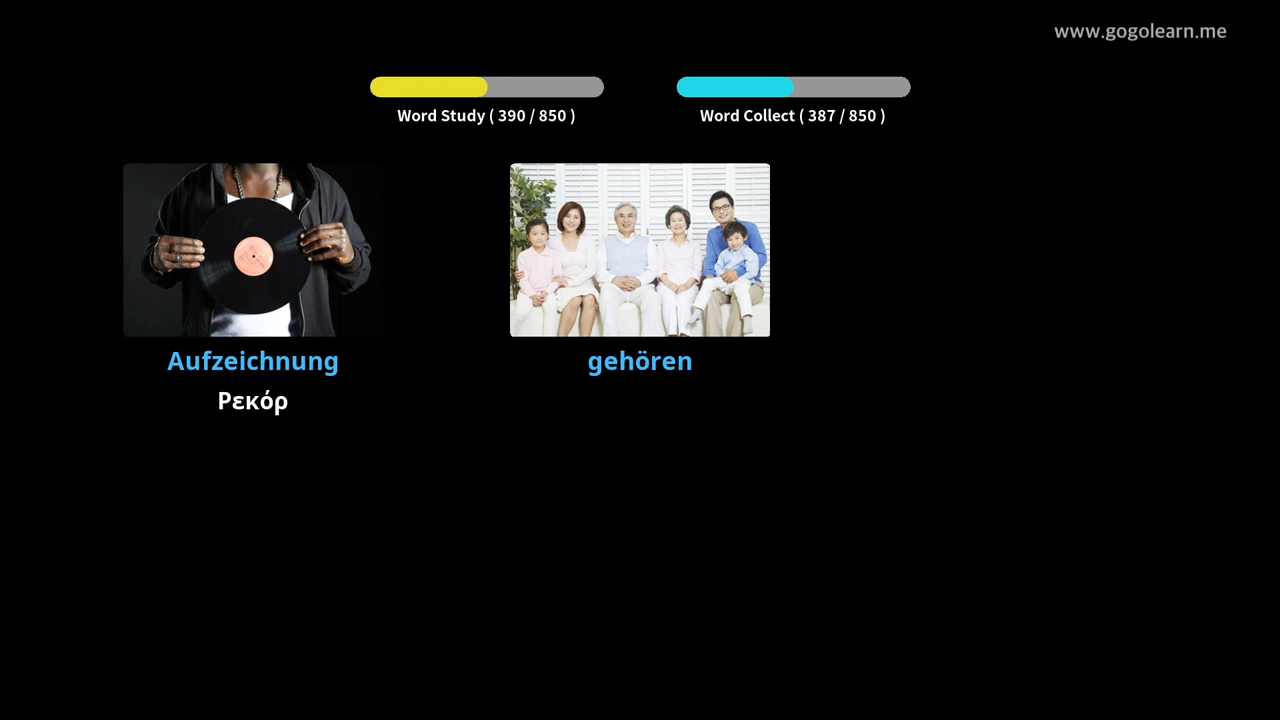 www.gogolearn.me
Word Study ( 390 / 850 )
Word Collect ( 387 / 850 )
Aufzeichnung
gehören
Ρεκόρ